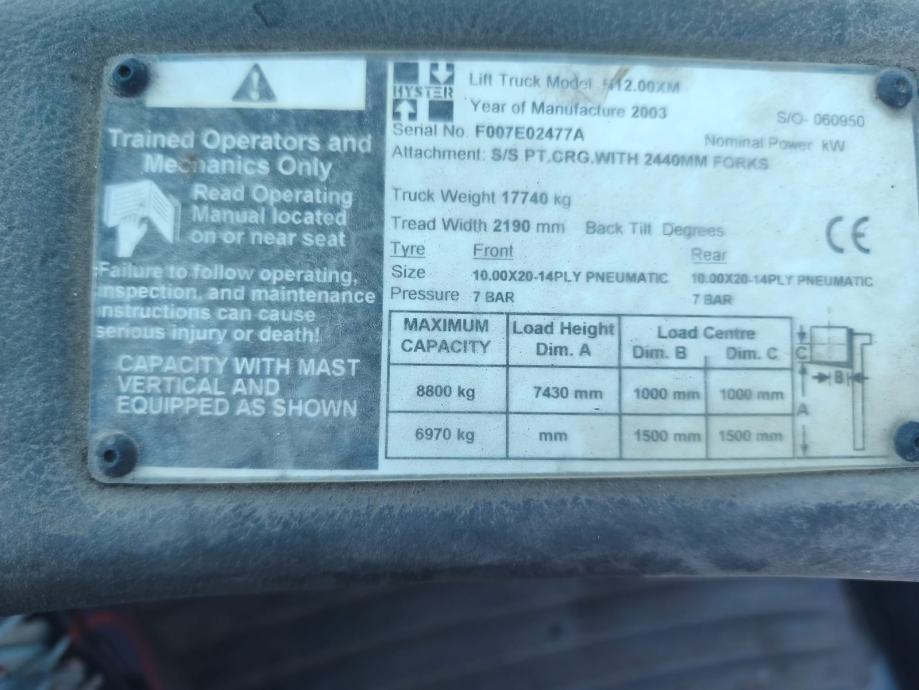 Trained Operators and
Mechanics Only
Read Operating
Manual located
on or near seat
Failure to follow operating,
inspection, and maintenance
instructions can cause
serious injury or death!
CAPACITY WITH MAST
VERTICAL AND
EQUIPPED AS SHOWN
HYSTER
Lift Truck Model H12.00XM
Year of Manufacture 2003
S/O- 060950
Serial No. F007E02477A
Nominal Power kW
Attachment: S/S PT.CRG.WITH 2440MM FORKS
Truck Weight 17740 kg
Tread Width 2190 mm Back Tilt Degrees
CE
Tyre Front Rear
Size 10.00X20-14PLY PNEUMATIC 10.00X20-14PLY PNEUMATIC
Pressure 7 BAR 7 BAR
MAXIMUM CAPACITY Load Height Dim. A Load Centre Dim. B Dim. C
8800 kg 7430 mm 1000 mm 1000 mm
6970 kg mm 1500 mm 1500 mm
C
B
A